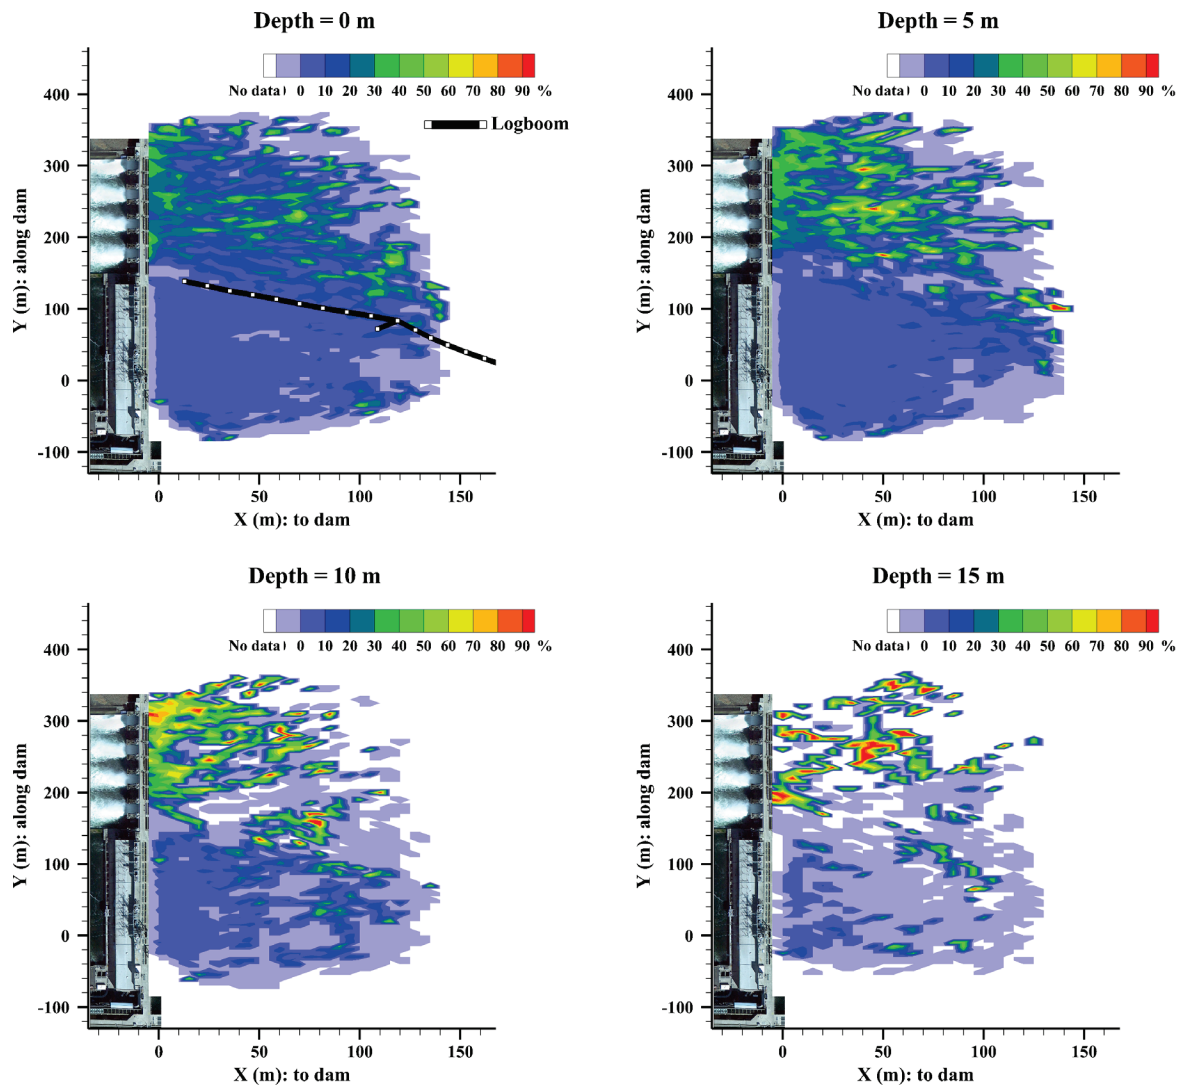 Depth = 0 m
No data 0 10 20 30 40 50 60 70 80 90 %
Logboom
400
300
200
100
0
-100
Y (m): along dam
0 50 100 150
X (m): to dam
Depth = 5 m
No data 0 10 20 30 40 50 60 70 80 90 %
400
300
200
100
0
-100
Y (m): along dam
0 50 100 150
X (m): to dam
Depth = 10 m
No data 0 10 20 30 40 50 60 70 80 90 %
400
300
200
100
0
-100
Y (m): along dam
0 50 100 150
X (m): to dam
Depth = 15 m
No data 0 10 20 30 40 50 60 70 80 90 %
400
300
200
100
0
-100
Y (m): along dam
0 50 100 150
X (m): to dam